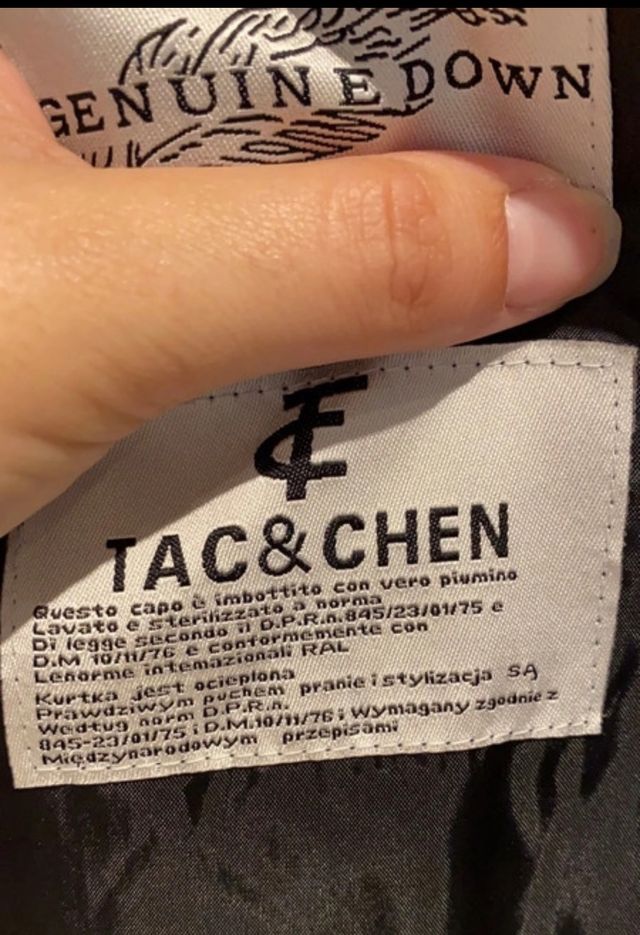 GENUINE DOWN
TAC&CHEN
Questo capo è imbottito con vero piumino
Lavato e sterilizzato a norma
Di legge secondo il D.P.R.n.845/23/01/75 e
D.M 10/11/76 e conformemente con
Lenorme intemazionali RAL
Kurtka jest ocieplona
Prawdziwym puchem pranie i stylizacja SĄ
Według norm D.P.R.n.
845-23/01/75 i D.M.10/11/76 i Wymagany zgodnie z
Międzynarodowym przepisami